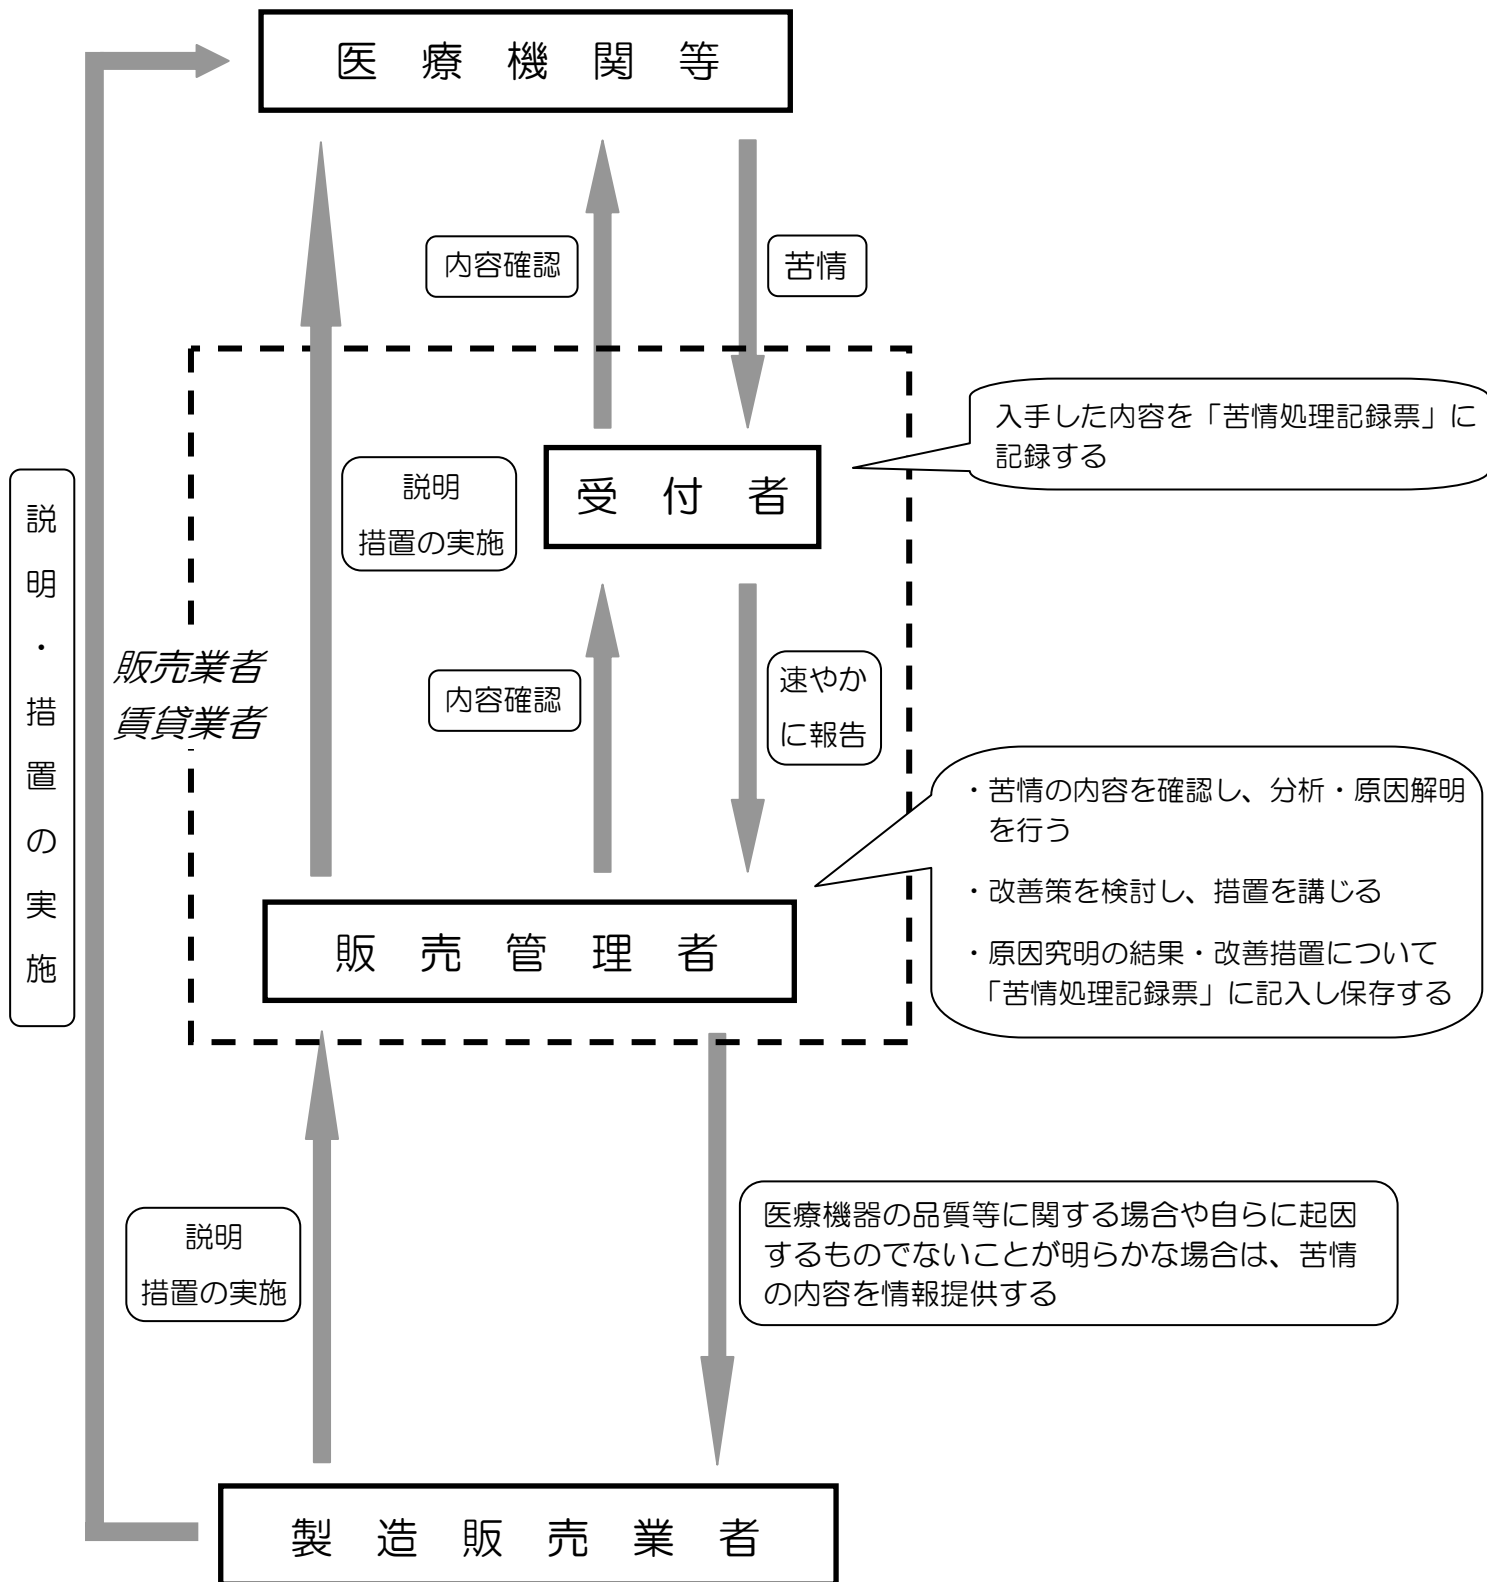 医療機関等
内容確認
苦情
入手した内容を「苦情処理記録票」に
記録する
説明
措置の実施
受付者
説明・措置の実施
販売業者
賃貸業者
内容確認
速やか
に報告
・苦情の内容を確認し、分析・原因解明
を行う
・改善策を検討し、措置を講じる
・原因究明の結果・改善措置について
「苦情処理記録票」に記入し保存する
販売管理者
説明
措置の実施
医療機器の品質等に関する場合や自らに起因
するものでないことが明らかな場合は、苦情
の内容を情報提供する
製造販売業者